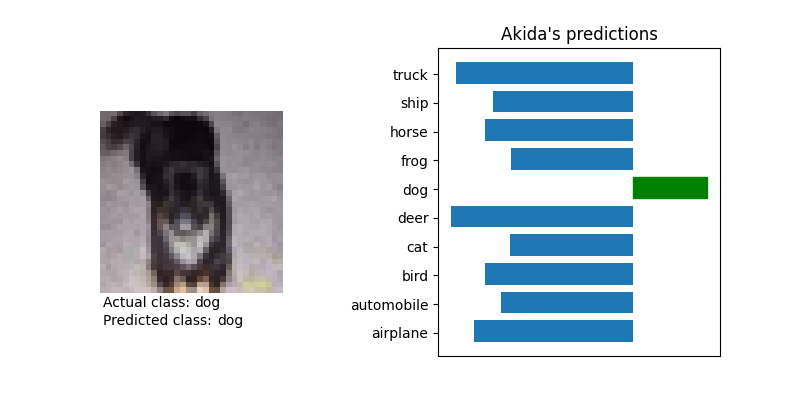 Akida's predictions
truck
ship
horse
frog
dog
deer
cat
bird
automobile
airplane
Actual class: dog
Predicted class: dog